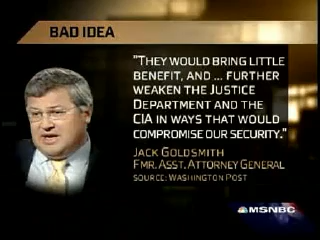 BAD IDEA
"THEY WOULD BRING LITTLE
BENEFIT, AND ... FURTHER
WEAKEN THE JUSTICE
DEPARTMENT AND THE
CIA IN WAYS THAT WOULD
COMPROMISE OUR SECURITY."
JACK GOLDSMITH
FMR. ASST. ATTORNEY GENERAL
SOURCE: WASHINGTON POST
MSNBC